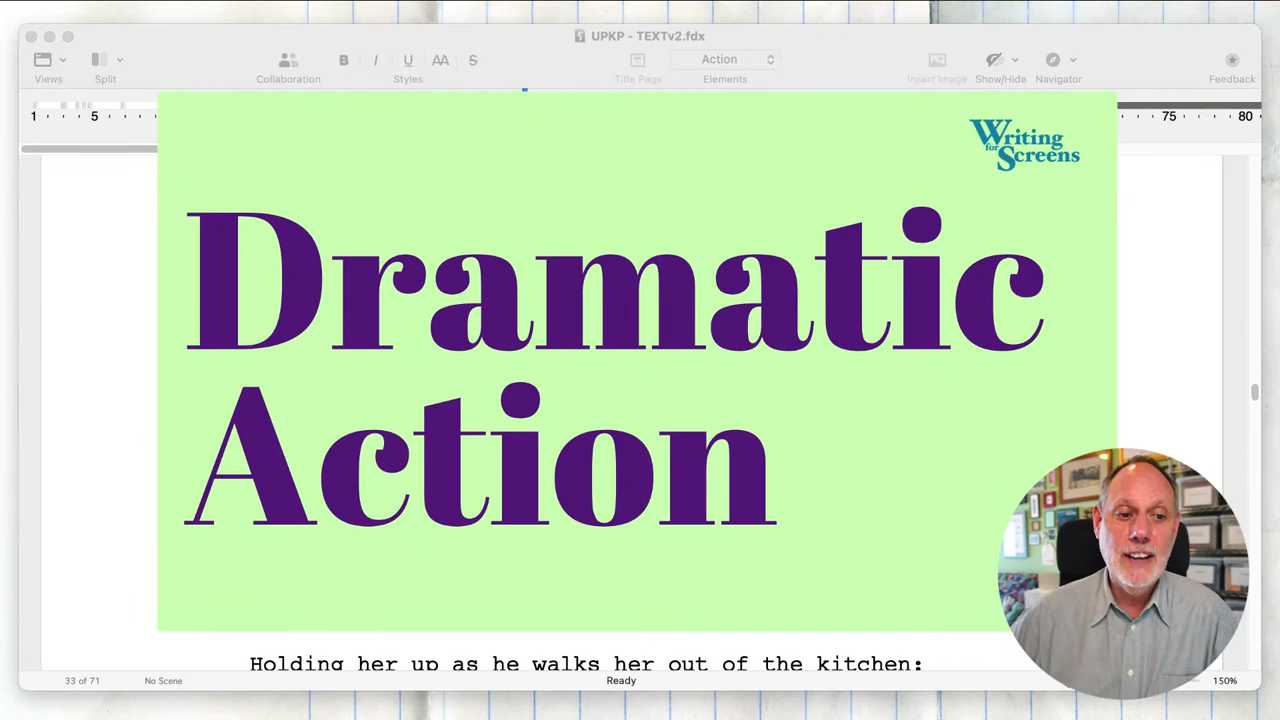 UPKP - TEXTv2.fdx
B I U AA S Action
Views Split Collaboration Styles Title Page Elements Insert Image Show/Hide Navigator Feedback
1 5 75 80
Writing
for
Screens
Dramatic
Action
Holding her up as he walks her out of the kitchen:
33 of 71 No Scene Ready 150%